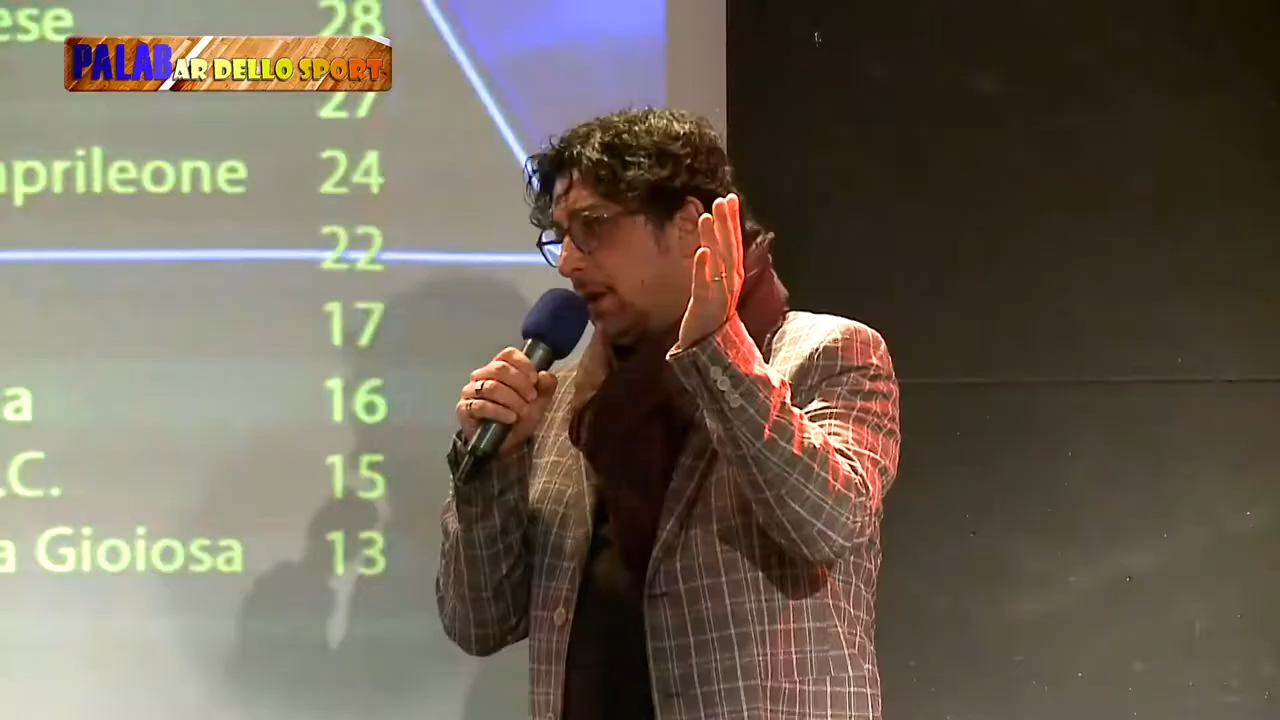 ese 28
PALABAR DELLO SPORT
27
aprileone 24
22
17
a 16
.C. 15
a Gioiosa 13